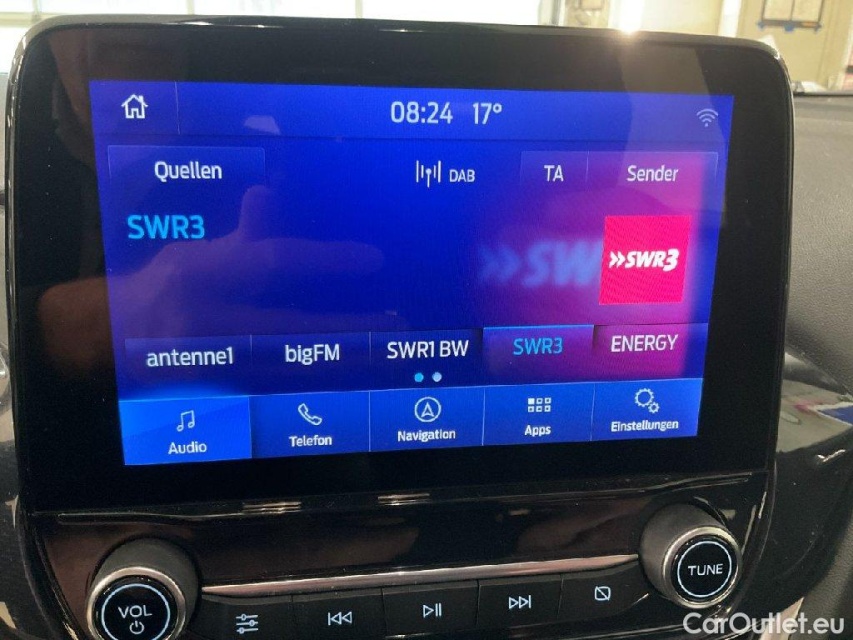 08:24 17°
Quellen DAB TA Sender
SWR3
»SWR3
»SWR3
antenne1 bigFM SWR1 BW SWR3 ENERGY
Audio Telefon Navigation Apps Einstellungen
VOL
TUNE
CarOutlet.eu